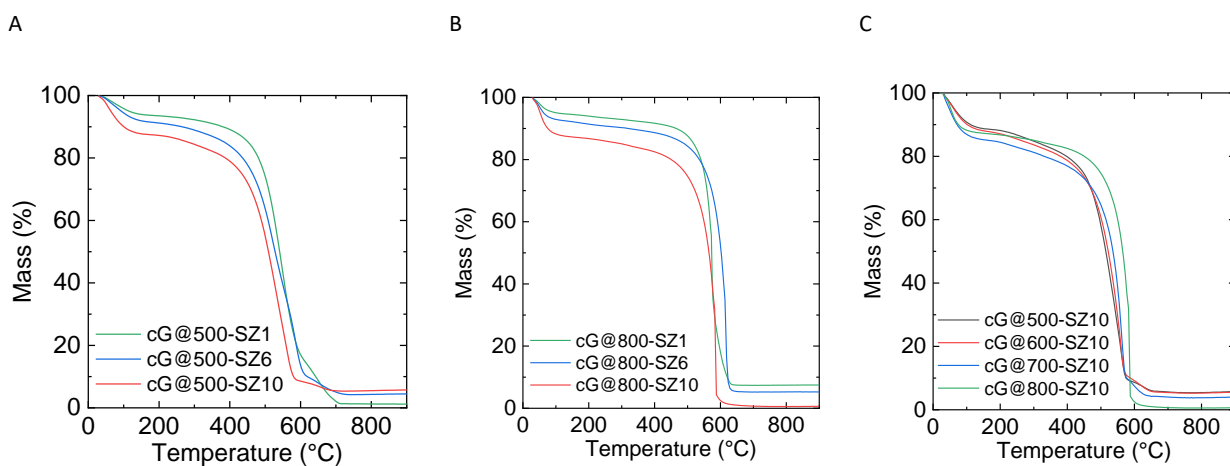 A
B
C
100
80
60
40
20
0
Mass (%)
cG@500-SZ1
cG@500-SZ6
cG@500-SZ10
0 200 400 600 800
Temperature (°C)
100
80
60
40
20
0
Mass (%)
cG@800-SZ1
cG@800-SZ6
cG@800-SZ10
0 200 400 600 800
Temperature (°C)
100
80
60
40
20
0
Mass (%)
cG@500-SZ10
cG@600-SZ10
cG@700-SZ10
cG@800-SZ10
0 200 400 600 800
Temperature (°C)